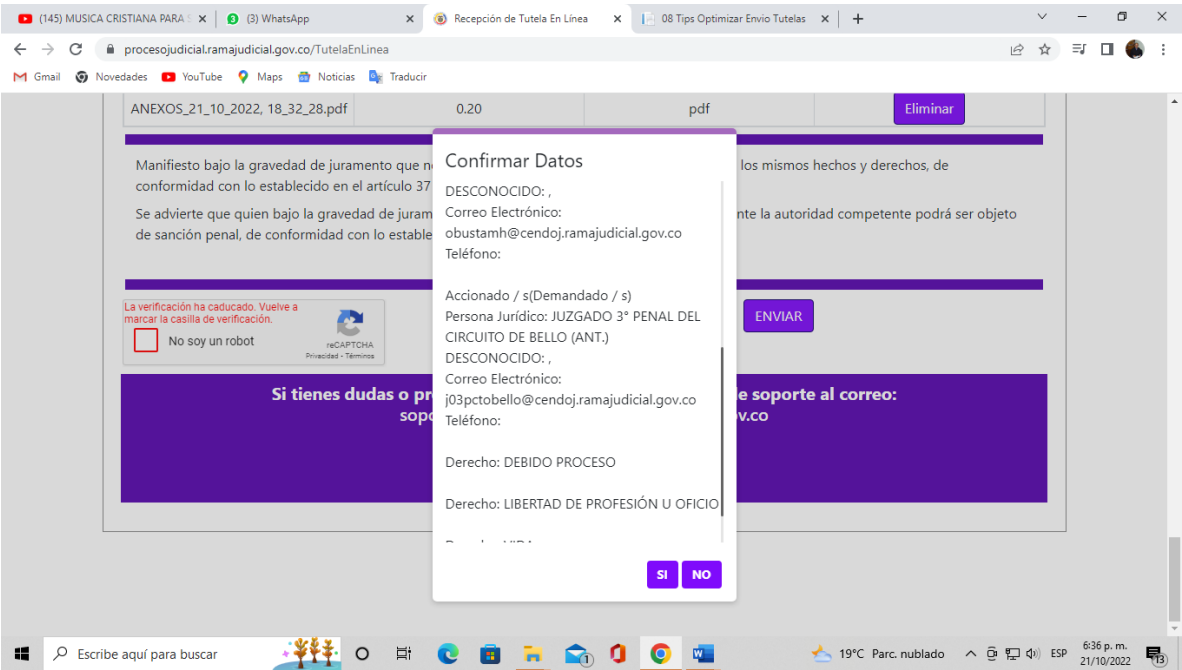 (145) MUSICA CRISTIANA PARA
(3) WhatsApp
Recepción de Tutela En Línea
08 Tips Optimizar Envio Tutelas
procesojudicial.ramajudicial.gov.co/TutelaEnLinea
Gmail Novedades YouTube Maps Noticias Traducir
ANEXOS_21_10_2022, 18_32_28.pdf 0.20 pdf Eliminar
Manifiesto bajo la gravedad de juramento que los mismos hechos y derechos, de
conformidad con lo establecido en el artículo 37
Se advierte que quien bajo la gravedad de la autoridad competente podrá ser objeto
de sanción penal, de conformidad con lo
Confirmar Datos
DESCONOCIDO: ,
Correo Electrónico:
obustamh@cendoj.ramajudicial.gov.co
Teléfono:
Accionado / s(Demandado / s)
Persona Jurídico: JUZGADO 3° PENAL DEL
CIRCUITO DE BELLO (ANT.)
DESCONOCIDO: ,
Correo Electrónico:
j03pctobello@cendoj.ramajudicial.gov.co
Teléfono:
Derecho: DEBIDO PROCESO
Derecho: LIBERTAD DE PROFESIÓN U OFICIO
SI NO
La verificación ha caducado. Vuelve a
marcar la casilla de verificación.
No soy un robot
reCAPTCHA
Privacidad - Términos
ENVIAR
Si tienes dudas o de soporte al correo:
19°C Parc. nublado
ESP
6:36 p. m.
21/10/2022
13
Escribe aquí para buscar
1